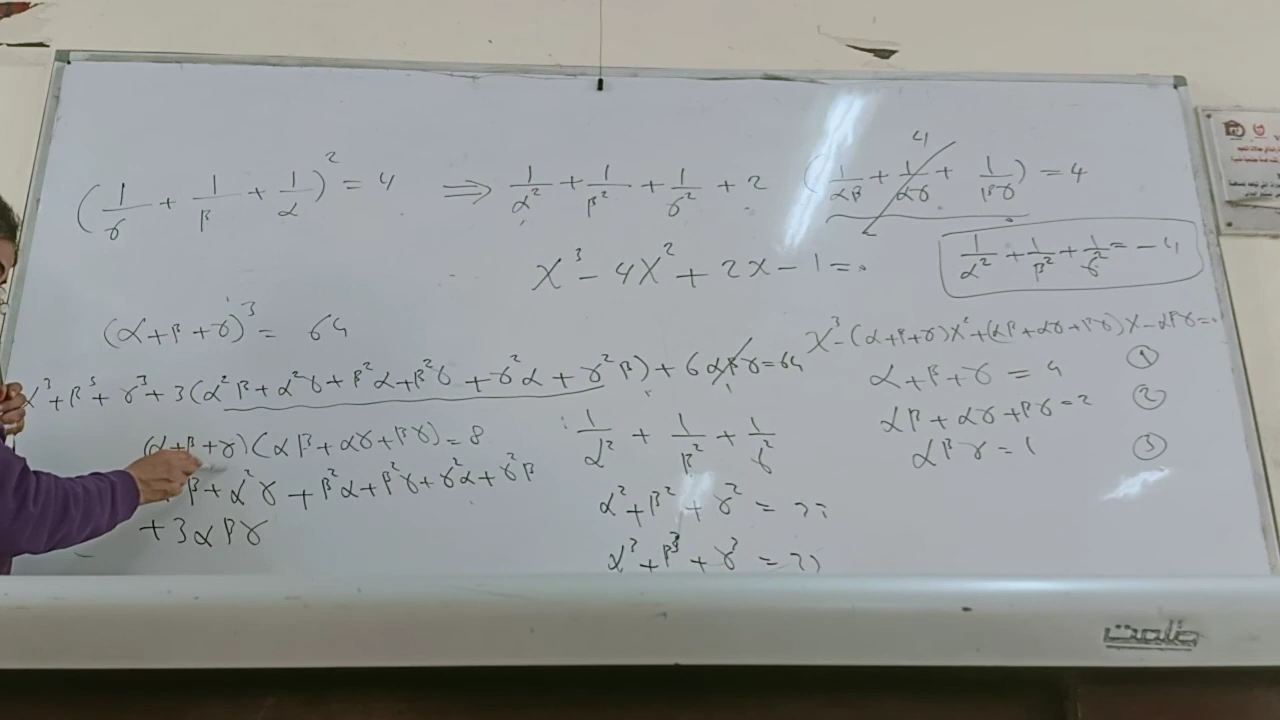 (1/γ + 1/β + 1/α)² = 4 ⟹ 1/α² + 1/β² + 1/γ² + 2 (1/αβ + 1/αγ + 1/βγ) = 4
4
1/α² + 1/β² + 1/γ² = -4
x³ - 4x² + 2x - 1 = 0
(α + β + γ)³ = 64
x³ - (α+β+γ)x² + (αβ + αγ + βγ)x - αβγ = 0
α³ + β³ + γ³ + 3(α²β + α²γ + β²α + β²γ + γ²α + γ²β) + 6αβγ = 64
α + β + γ = 4 ①
αβ + αγ + βγ = 2 ②
αβγ = 1 ③
(α+β+γ)(αβ + αγ + βγ) = 8
β + α²γ + β²α + β²γ + γ²α + γ²β
+ 3αβγ
1/α² + 1/β² + 1/γ²
α² + β² + γ² = ??
α³ + β³ + γ³ = ??